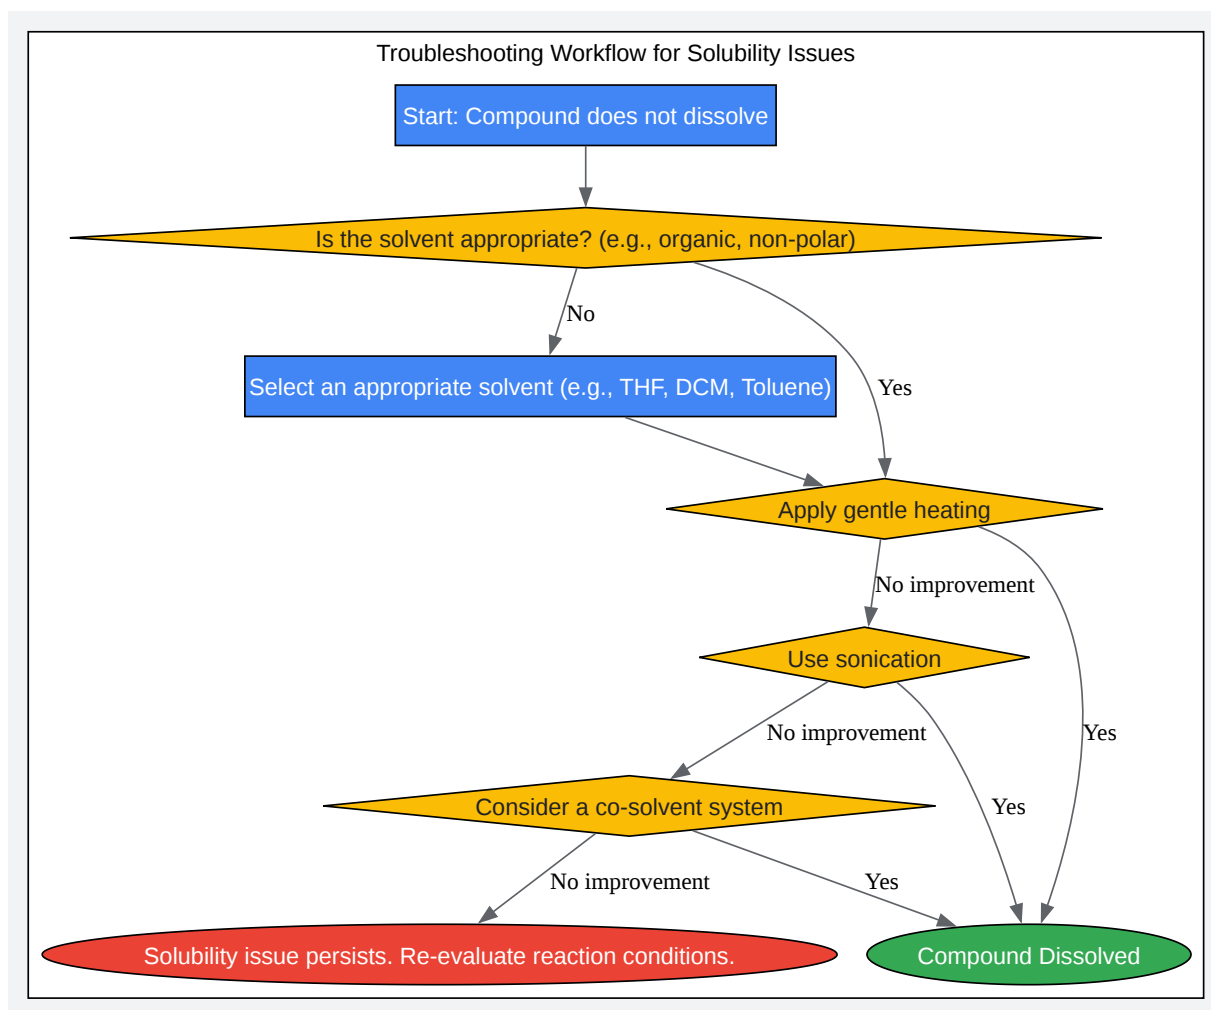 Troubleshooting Workflow for Solubility Issues
Start: Compound does not dissolve
Is the solvent appropriate? (e.g., organic, non-polar)
No
Select an appropriate solvent (e.g., THF, DCM, Toluene)
Yes
Apply gentle heating
No improvement
Use sonication
No improvement
Yes
Consider a co-solvent system
Yes
No improvement
Yes
Solubility issue persists. Re-evaluate reaction conditions.
Compound Dissolved